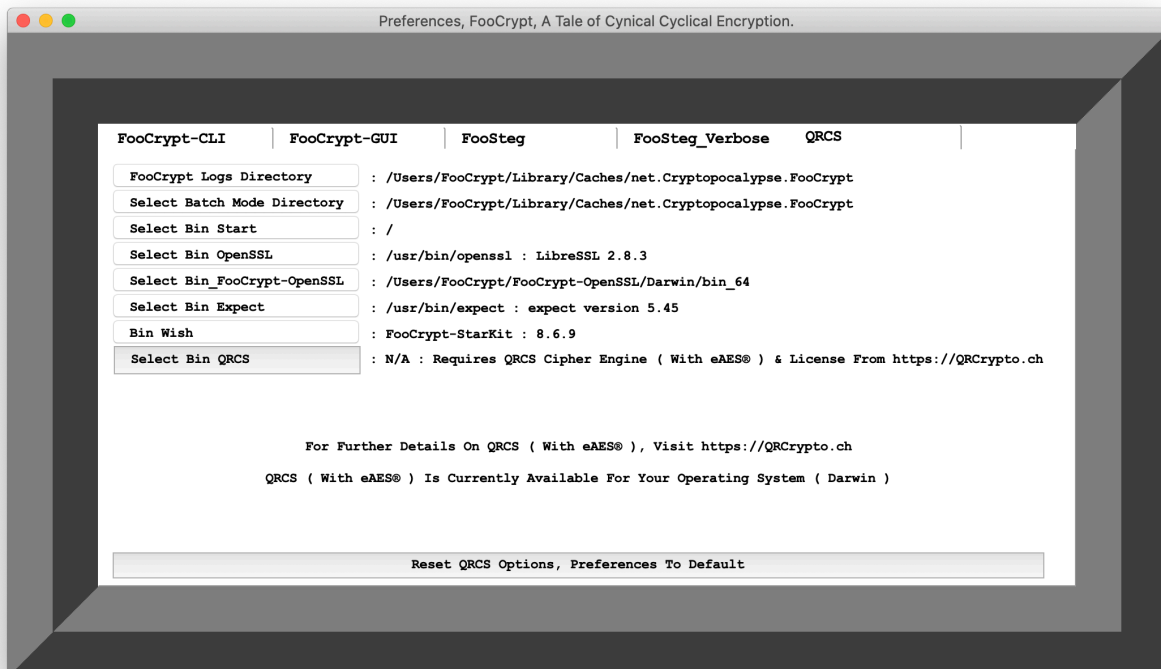 Preferences, FooCrypt, A Tale of Cynical Cyclical Encryption.
FooCrypt-CLI FooCrypt-GUI FooSteg FooSteg_Verbose QRCS
FooCrypt Logs Directory : /Users/FooCrypt/Library/Caches/net.Cryptopocalypse.FooCrypt
Select Batch Mode Directory : /Users/FooCrypt/Library/Caches/net.Cryptopocalypse.FooCrypt
Select Bin Start : /
Select Bin OpenSSL : /usr/bin/openssl : LibreSSL 2.8.3
Select Bin_FooCrypt-OpenSSL : /Users/FooCrypt/FooCrypt-OpenSSL/Darwin/bin_64
Select Bin Expect : /usr/bin/expect : expect version 5.45
Bin Wish : FooCrypt-StarKit : 8.6.9
Select Bin QRCS : N/A : Requires QRCS Cipher Engine ( With eAES® ) & License From https://QRCrypto.ch
For Further Details On QRCS ( With eAES® ), Visit https://QRCrypto.ch
QRCS ( With eAES® ) Is Currently Available For Your Operating System ( Darwin )
Reset QRCS Options, Preferences To Default